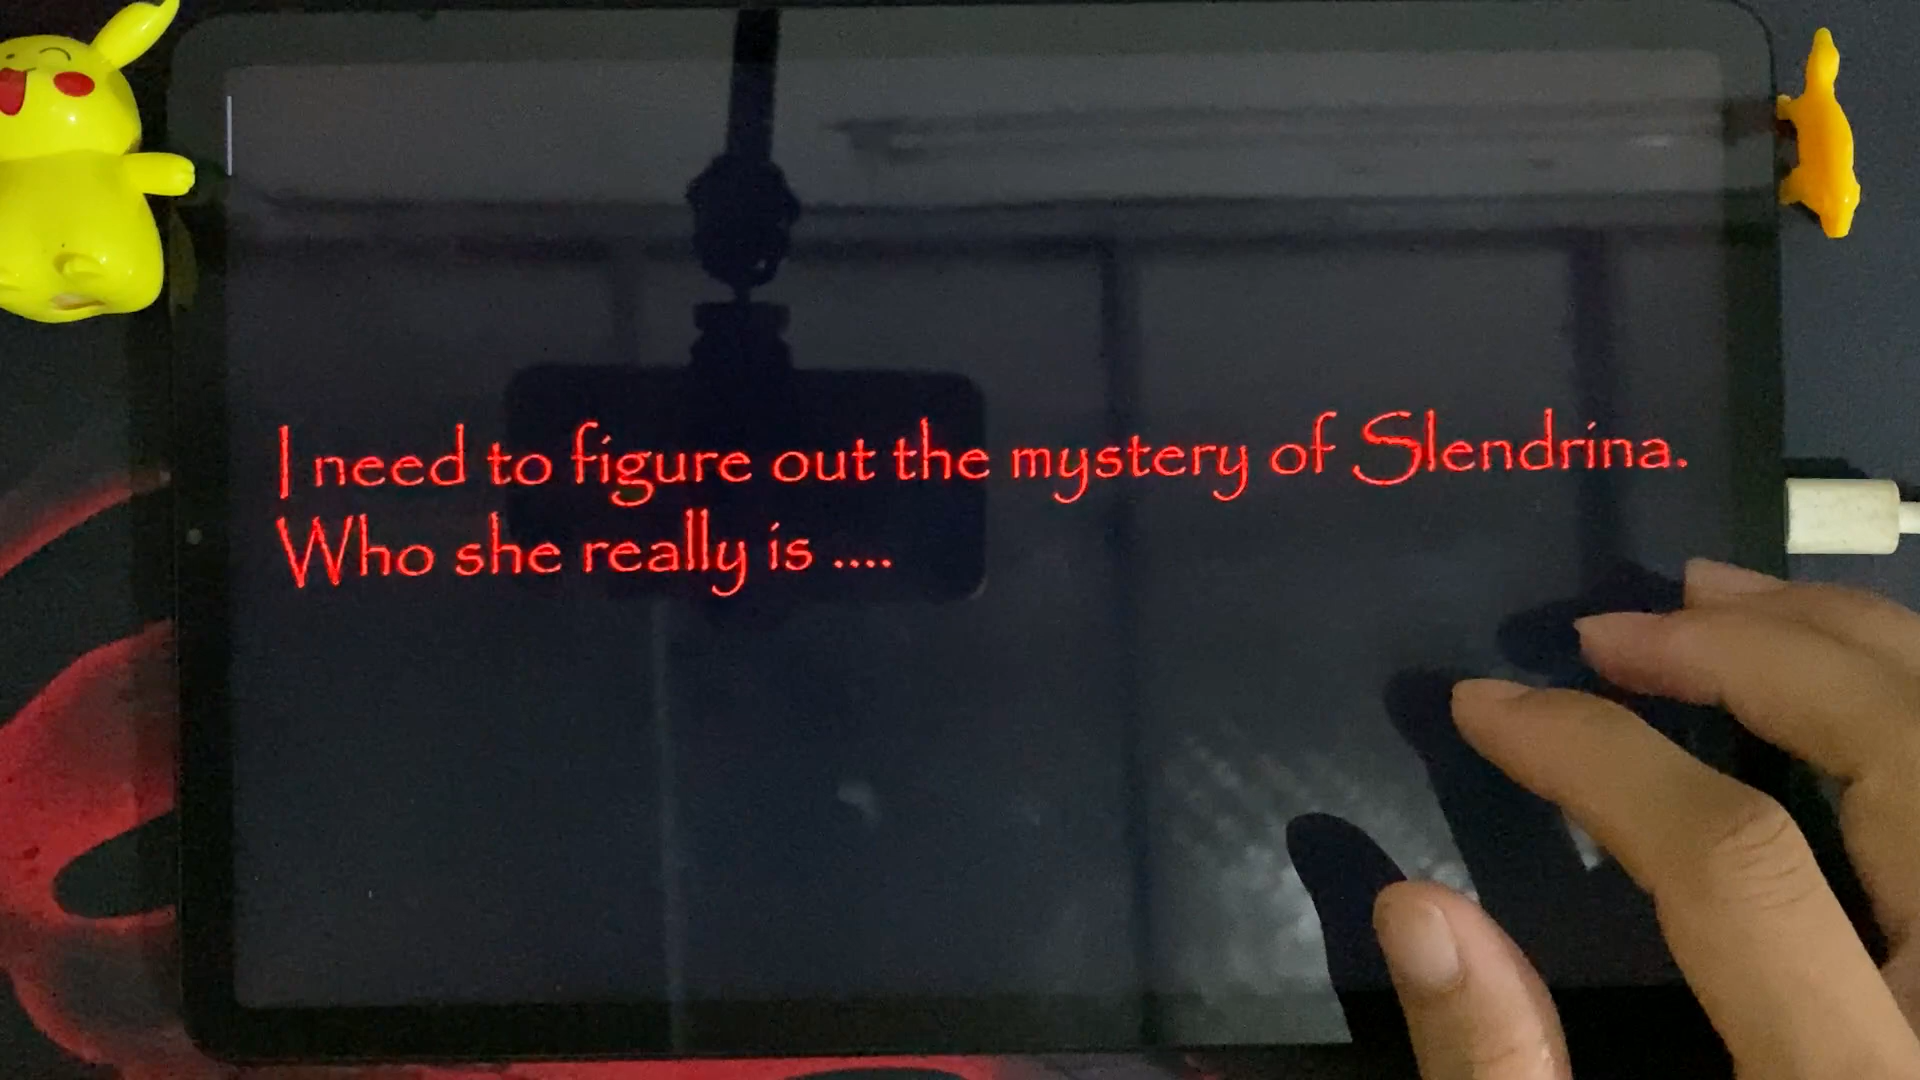 I need to figure out the mystery of Slendrina.
Who she really is ....